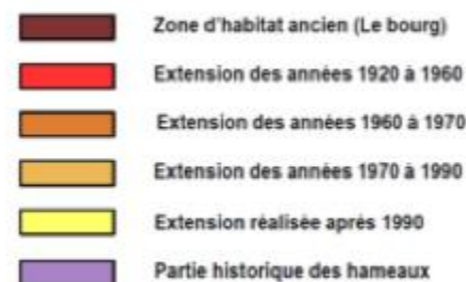 Zone d'habitat ancien (Le bourg)
Extension des années 1920 à 1960
Extension des années 1960 à 1970
Extension des années 1970 à 1990
Extension réalisée après 1990
Partie historique des hameaux